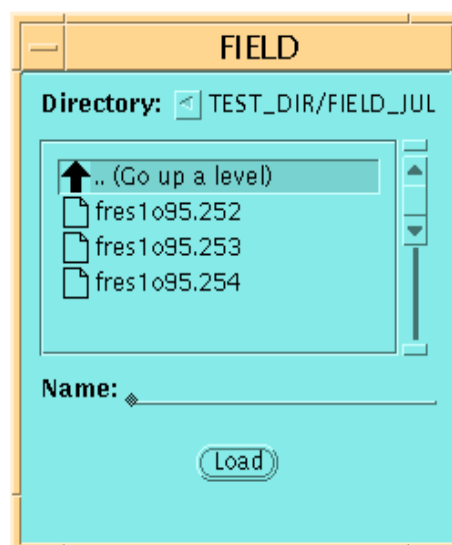 FIELD
Directory: TEST_DIR/FIELD_JUL
.. (Go up a level)
fres1o95.252
fres1o95.253
fres1o95.254
Name:
Load